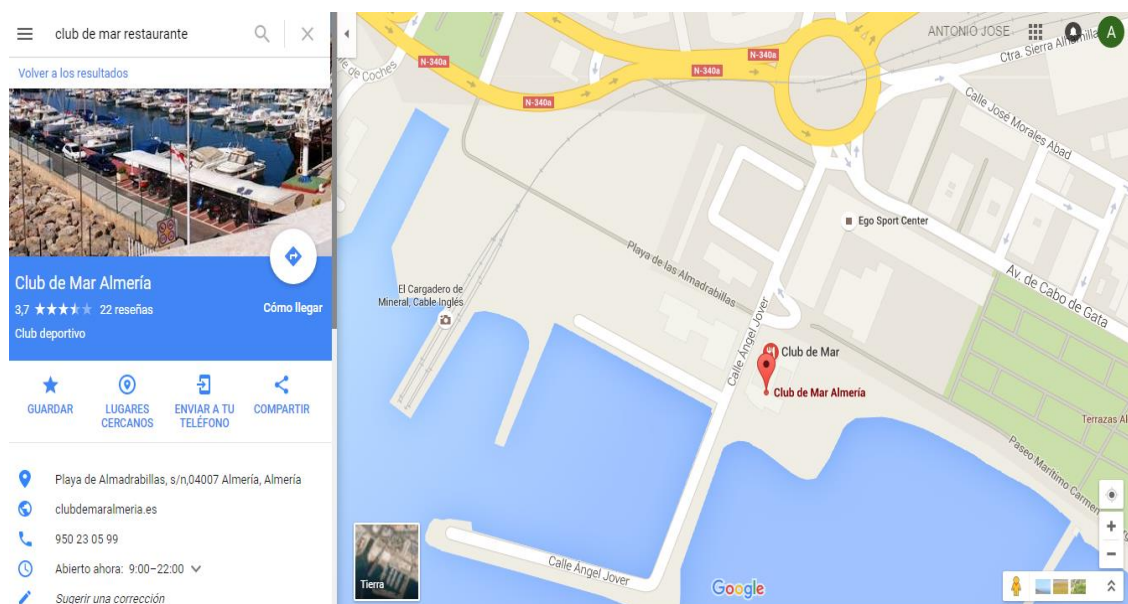 club de mar restaurante
Volver a los resultados
Club de Mar Almería
3,7 22 reseñas
Cómo llegar
Club deportivo
GUARDAR
LUGARES
CERCANOS
ENVIAR A TU
TELÉFONO
COMPARTIR
Playa de Almadrabillas, s/n,04007 Almería, Almería
clubdemaralmeria.es
950 23 05 99
Abierto ahora: 9:00–22:00
Sugerir una corrección
ANTONIO JOSE
A
Ctra. Sierra Alhamilla
de Coches
N-340a
N-340a
N-340a
N-340a
Calle José Morales Abad
Ego Sport Center
Av. de Cabo de Gata
Playa de las Almadrabillas
El Cargadero de
Mineral, Cable Inglés
Calle Ángel Jover
Club de Mar
Club de Mar Almería
Terrazas
Paseo Marítimo Carmen
Calle Ángel Jover
Tierra
Google